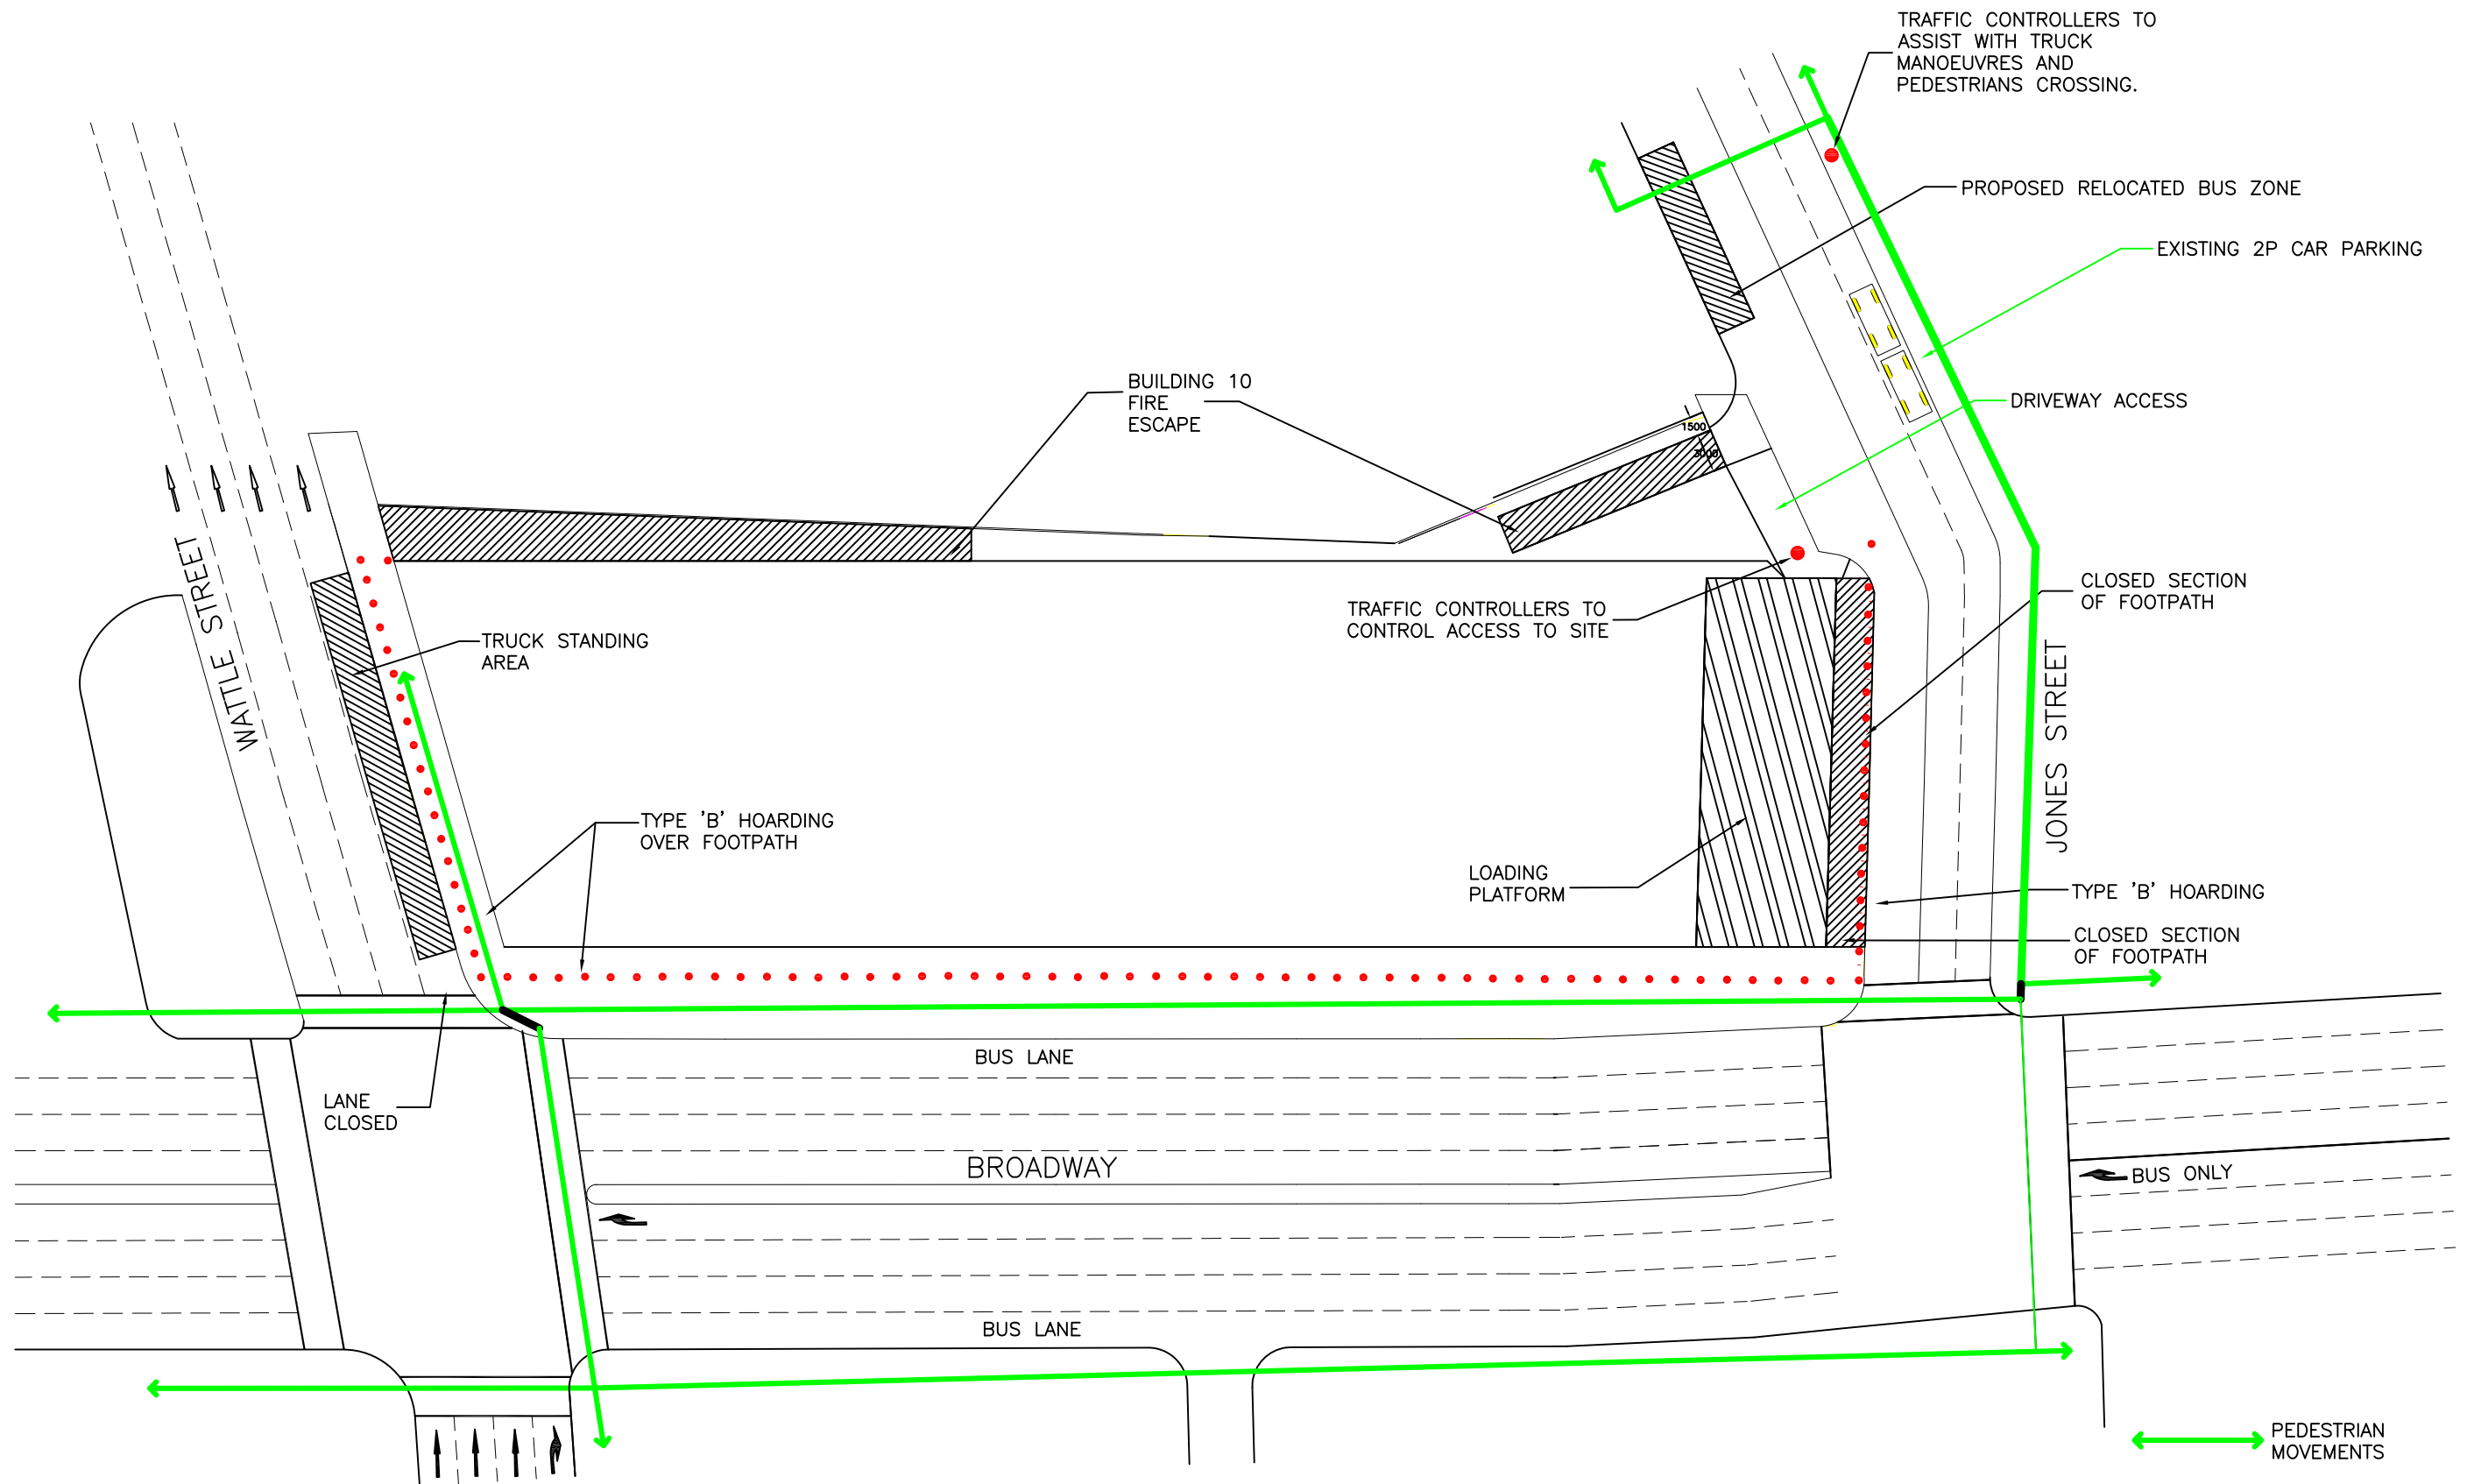 TRAFFIC CONTROLLERS TO
ASSIST WITH TRUCK
MANOEUVRES AND
PEDESTRIANS CROSSING.
PROPOSED RELOCATED BUS ZONE
EXISTING 2P CAR PARKING
BUILDING 10
FIRE
ESCAPE
DRIVEWAY ACCESS
1500
3000
WATTLE STREET
TRUCK STANDING
AREA
TRAFFIC CONTROLLERS TO
CONTROL ACCESS TO SITE
CLOSED SECTION
OF FOOTPATH
JONES STREET
TYPE 'B' HOARDING
OVER FOOTPATH
LOADING
PLATFORM
TYPE 'B' HOARDING
CLOSED SECTION
OF FOOTPATH
LANE
CLOSED
BUS LANE
BROADWAY
BUS ONLY
BUS LANE
PEDESTRIAN
MOVEMENTS